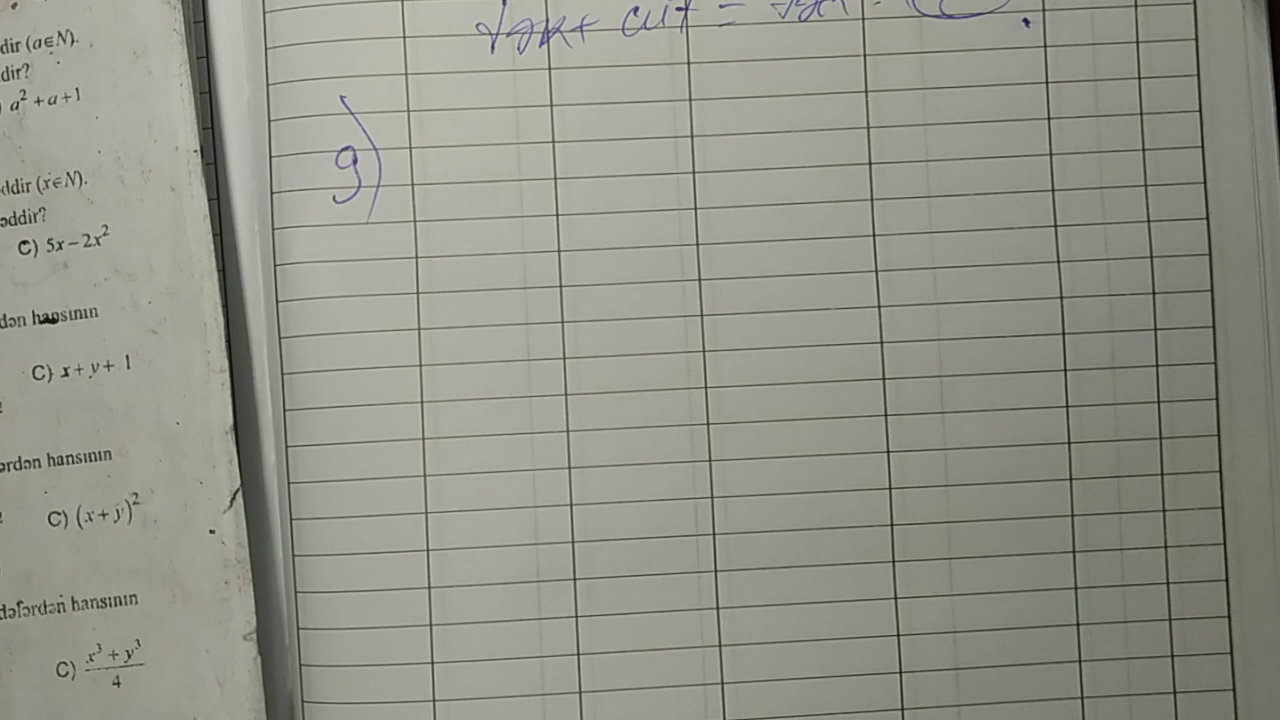 dir (a∈N).
dir?
a² + a + 1
ddir (x∈N).
əddir?
C) 5x – 2x²
dən hansının
C) x + y + 1
ərdən hansının
C) (x + y)²
dələrdən hansının
C) x³ + y³ / 4
9)